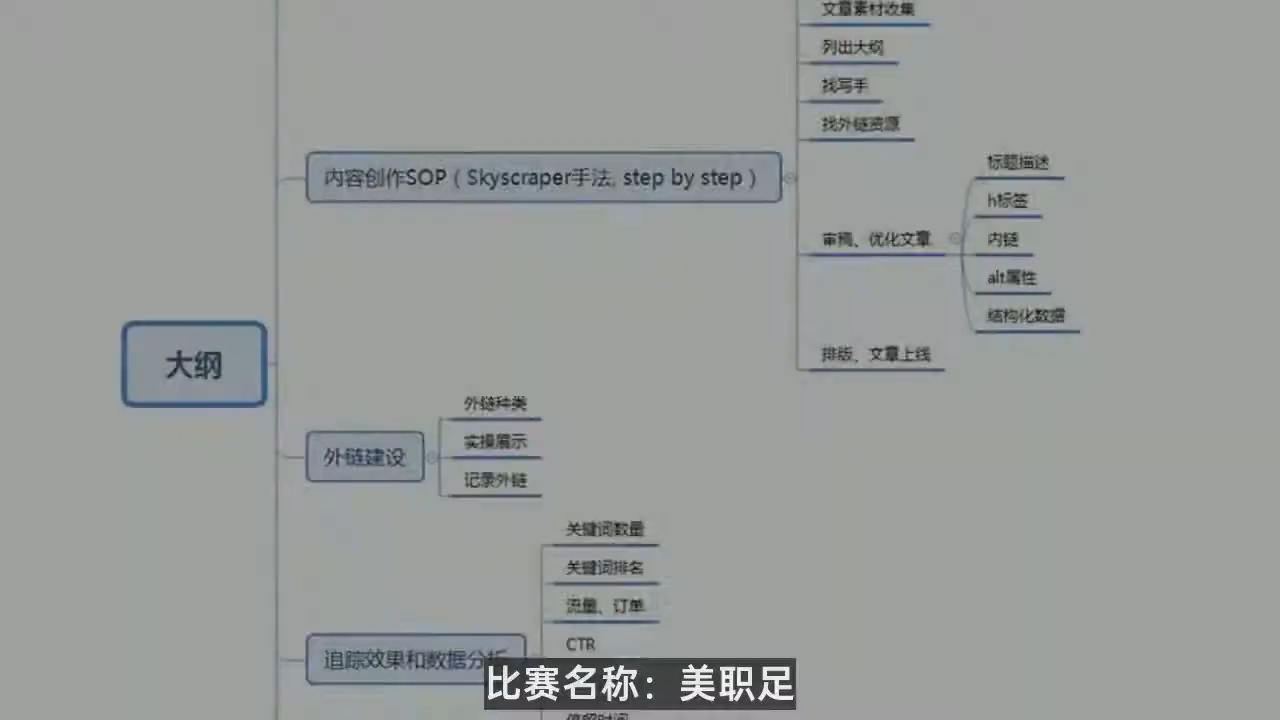 大纲
内容创作SOP（Skyscraper手法, step by step）
文章素材收集
列出大纲
找写手
找外链资源
审稿、优化文章
标题描述
h标签
内链
alt属性
结构化数据
排版、文章上线
外链建设
外链种类
实操展示
记录外链
追踪效果和数据分析
关键词数量
关键词排名
流量、订单
CTR
停留时间
比赛名称：美职足